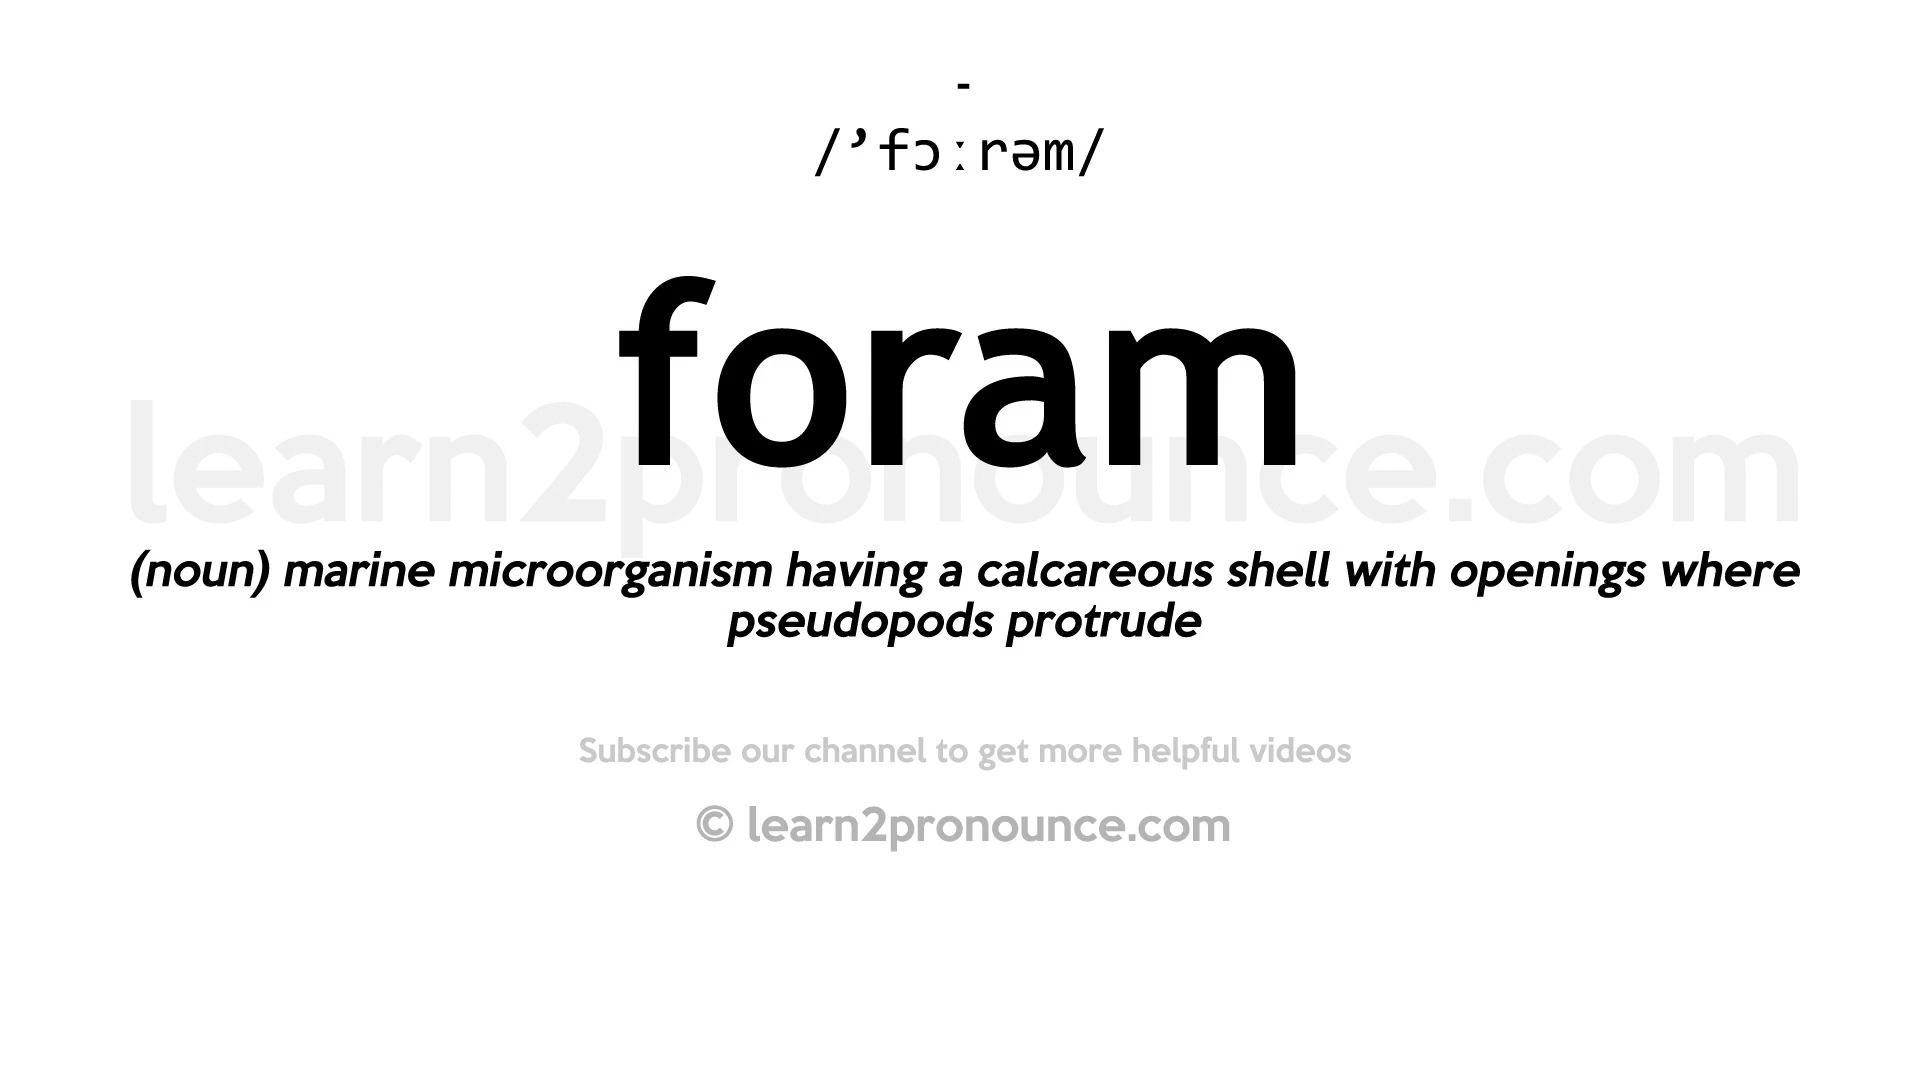 -
/’fɔːrəm/
foram
learn2pronounce.com
(noun) marine microorganism having a calcareous shell with openings where
pseudopods protrude
Subscribe our channel to get more helpful videos
© learn2pronounce.com